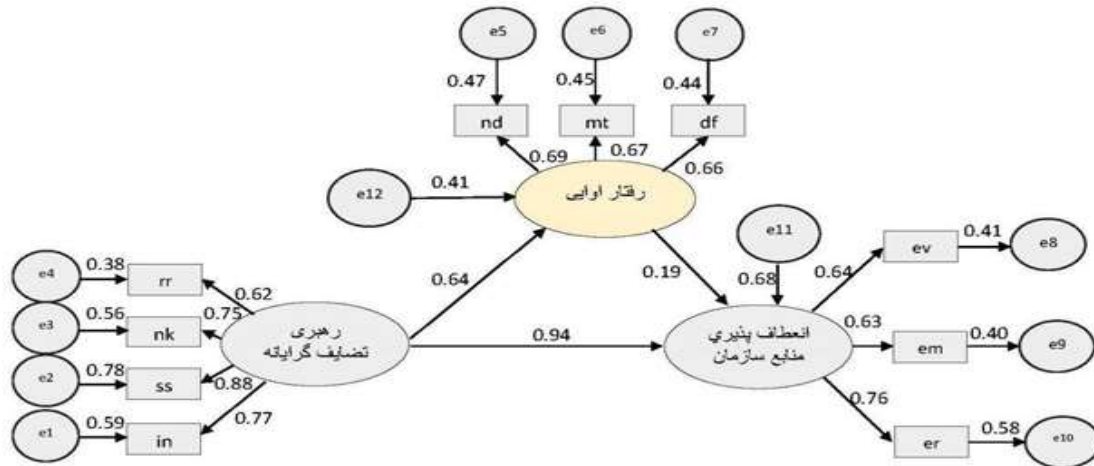 e5
e6
e7
0.47
0.45
0.44
nd
mt
df
0.69
0.67
0.66
e12
0.41
رفتار اوایی
e11
ev
0.41
e8
e4
0.38
rr
0.62
0.64
0.19
0.68
0.64
e3
0.56
nk
0.75
رهبری
تضایف گرایانه
0.94
انعطاف پذیري
منابع سازمان
0.63
em
0.40
e9
e2
0.78
ss
0.88
0.76
e1
0.59
in
0.77
er
0.58
e10